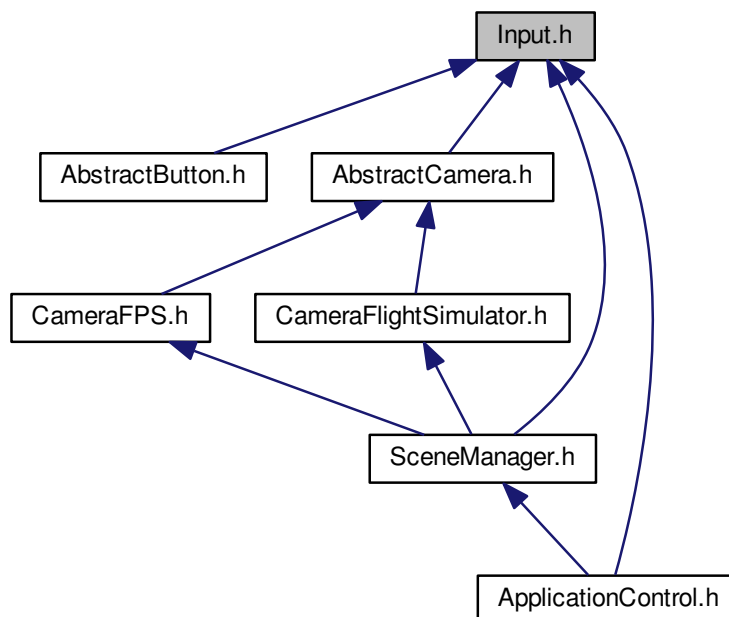 Input.h
AbstractButton.h
AbstractCamera.h
CameraFPS.h
CameraFlightSimulator.h
SceneManager.h
ApplicationControl.h